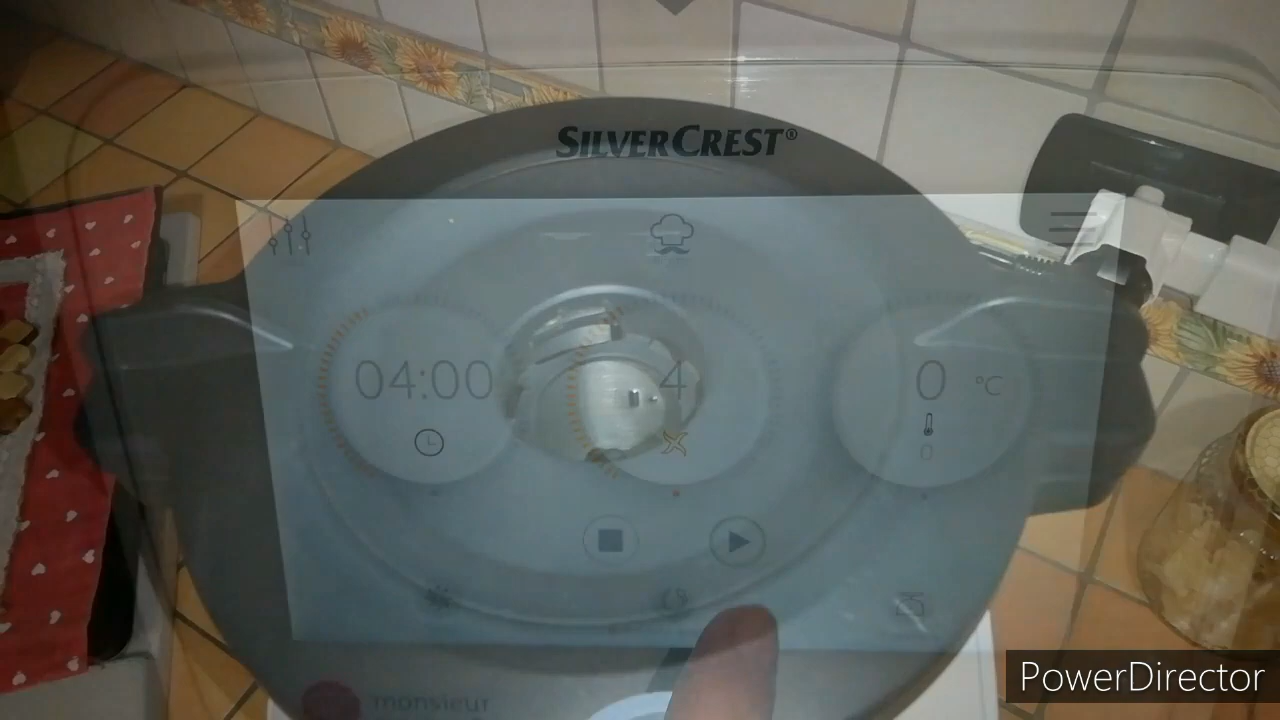 SILVERCREST®
04:00
4
0 °C
0
monsieur
PowerDirector